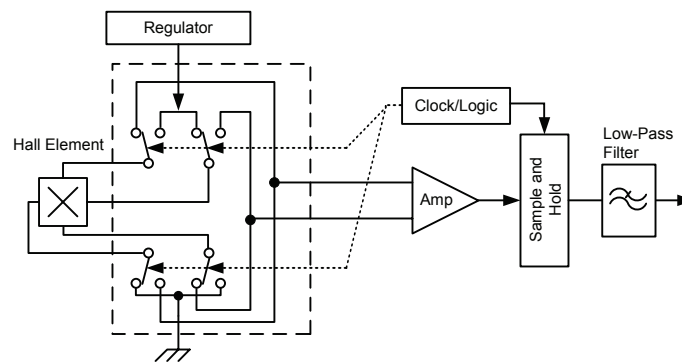 Regulator
Hall Element
Clock/Logic
Amp
Sample and
Hold
Low-Pass
Filter